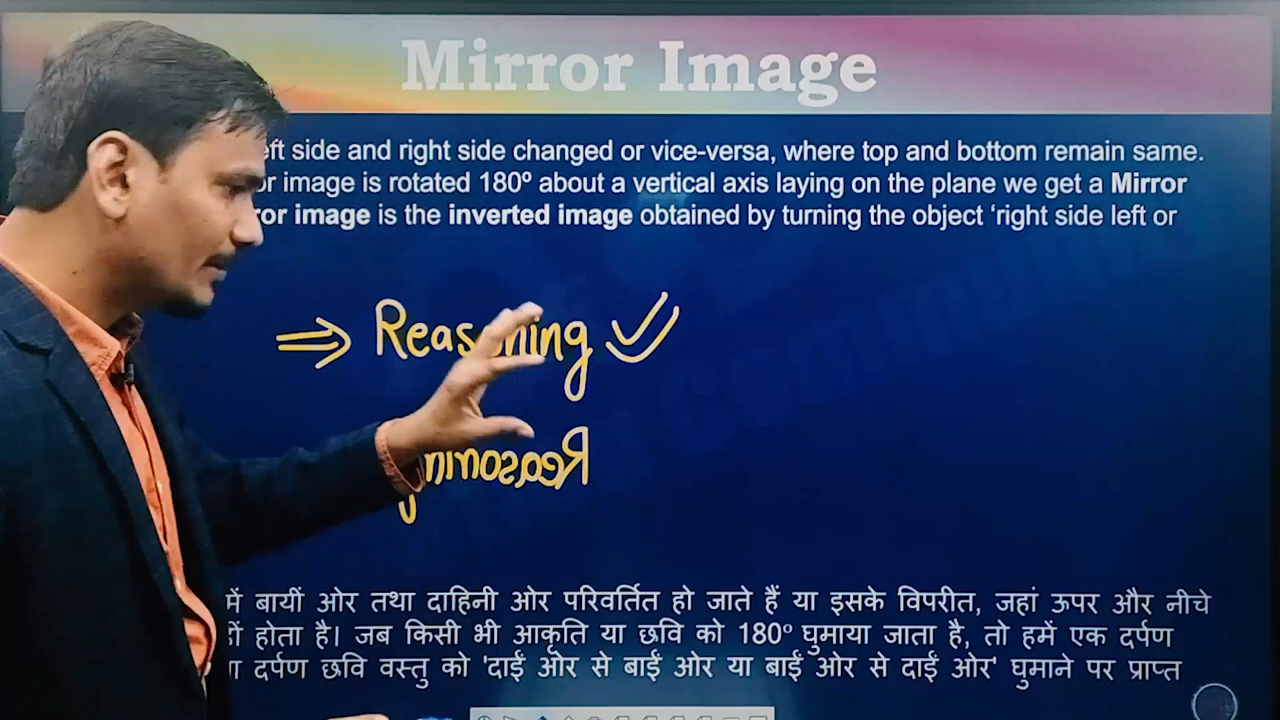 Mirror Image
eft side and right side changed or vice-versa, where top and bottom remain same.
or image is rotated 180º about a vertical axis laying on the plane we get a Mirror
ror image is the inverted image obtained by turning the object ‘right side left or
⇒ Reasoning ✓
Reasoning
में बायीं ओर तथा दाहिनी ओर परिवर्तित हो जाते हैं या इसके विपरीत, जहां ऊपर और नीचे
होता है। जब किसी भी आकृति या छवि को 180º घुमाया जाता है, तो हमें एक दर्पण
दर्पण छवि वस्तु को 'दाईं ओर से बाईं ओर या बाईं ओर से दाईं ओर' घुमाने पर प्राप्त